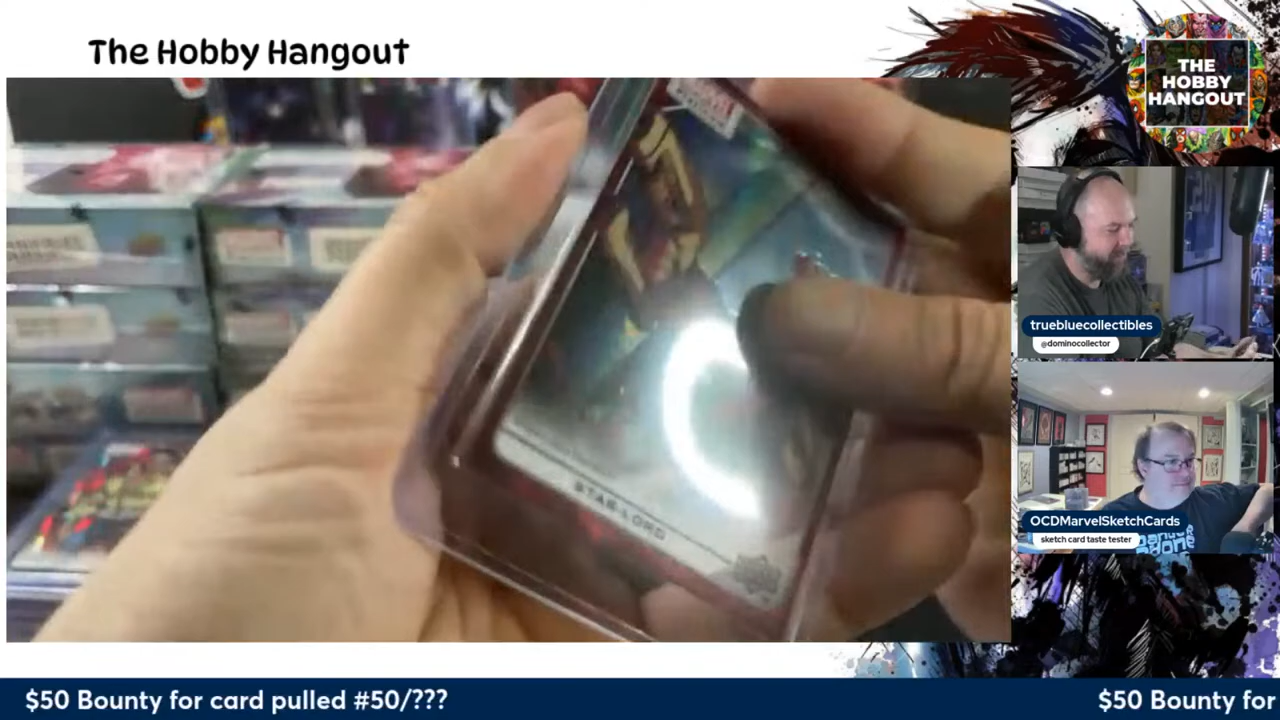 The Hobby Hangout
THE
HOBBY
HANGOUT
STAR-LORD
truebluecollectibles
@dominocollector
OCDMarvelSketchCards
sketch card taste tester
$50 Bounty for card pulled #50/???
$50 Bounty for